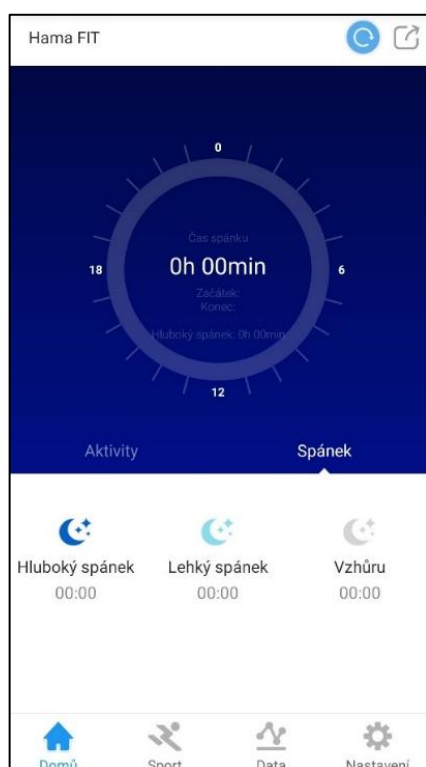 Hama FIT
0
Čas spánku
0h 00min
18
6
Začátek:
Konec:
Hluboký spánek: 0h 00min
12
Aktivity
Spánek
Hluboký spánek
Lehký spánek
Vzhůru
00:00
00:00
00:00
Domů
Sport
Data
Nastavení